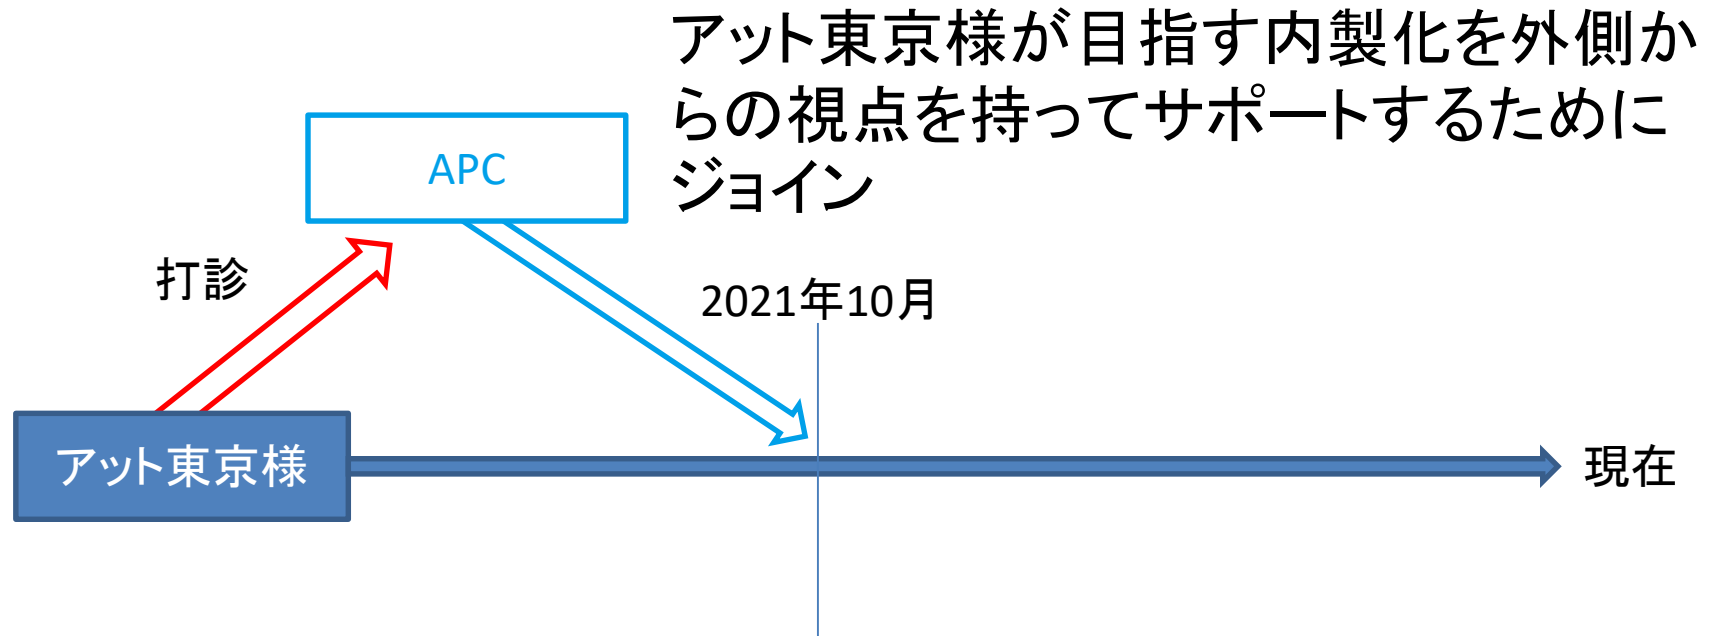 アット東京様が目指す内製化を外側か
らの視点を持ってサポートするために
ジョイン
APC
打診
2021年10月
アット東京様
現在